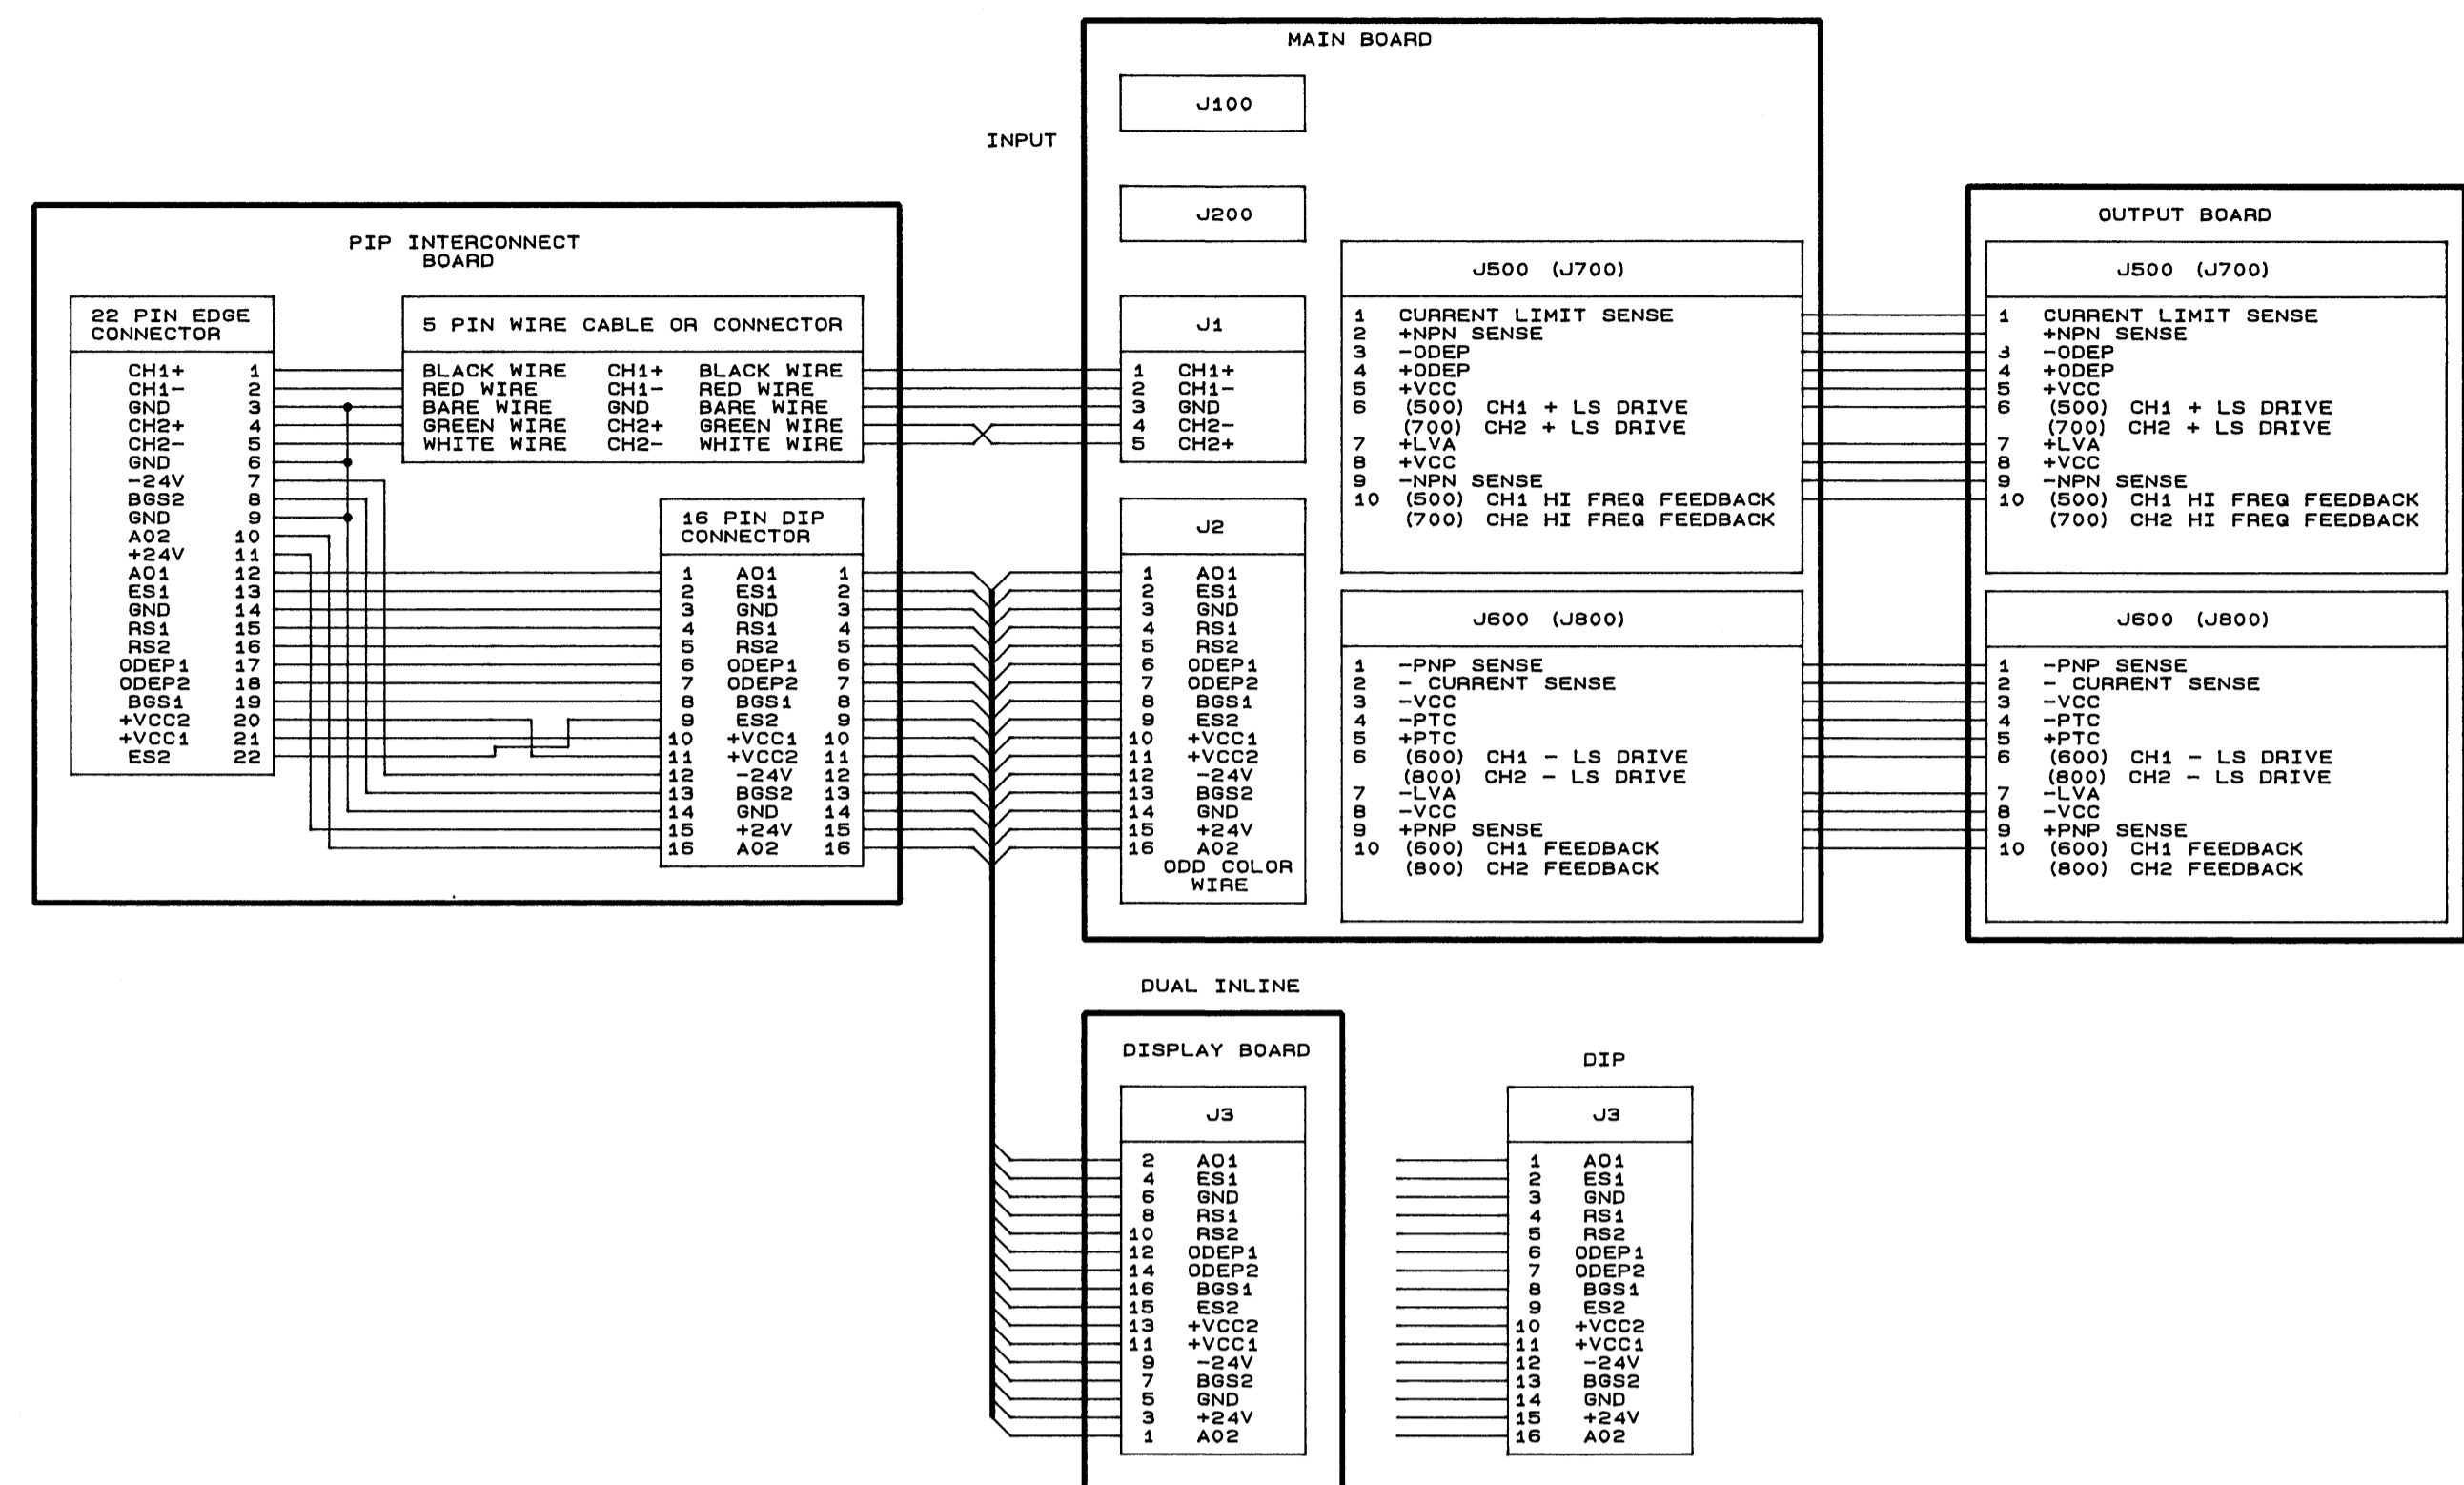 MAIN BOARD
J100
INPUT
J200
PIP INTERCONNECT
BOARD
22 PIN EDGE
CONNECTOR
CH1+ 1
CH1- 2
GND 3
CH2+ 4
CH2- 5
GND 6
-24V 7
BGS2 8
GND 9
A02 10
+24V 11
AO1 12
ES1 13
GND 14
RS1 15
RS2 16
ODEP1 17
ODEP2 18
BGS1 19
+VCC2 20
+VCC1 21
ES2 22
5 PIN WIRE CABLE OR CONNECTOR
BLACK WIRE CH1+ BLACK WIRE
RED WIRE CH1- RED WIRE
BARE WIRE GND BARE WIRE
GREEN WIRE CH2+ GREEN WIRE
WHITE WIRE CH2- WHITE WIRE
16 PIN DIP
CONNECTOR
1 AO1 1
2 ES1 2
3 GND 3
4 RS1 4
5 RS2 5
6 ODEP1 6
7 ODEP2 7
8 BGS1 8
9 ES2 9
10 +VCC1 10
11 +VCC2 11
12 -24V 12
13 BGS2 13
14 GND 14
15 +24V 15
16 A02 16
J1
1 CH1+
2 CH1-
3 GND
4 CH2-
5 CH2+
J2
1 AO1
2 ES1
3 GND
4 RS1
5 RS2
6 ODEP1
7 ODEP2
8 BGS1
9 ES2
10 +VCC1
11 +VCC2
12 -24V
13 BGS2
14 GND
15 +24V
16 A02
ODD COLOR
WIRE
J500 (J700)
1 CURRENT LIMIT SENSE
2 +NPN SENSE
3 -ODEP
4 +ODEP
5 +VCC
6 (500) CH1 + LS DRIVE
(700) CH2 + LS DRIVE
7 +LVA
8 +VCC
9 -NPN SENSE
10 (500) CH1 HI FREQ FEEDBACK
(700) CH2 HI FREQ FEEDBACK
J600 (J800)
1 -PNP SENSE
2 - CURRENT SENSE
3 -VCC
4 -PTC
5 +PTC
6 (600) CH1 - LS DRIVE
(800) CH2 - LS DRIVE
7 -LVA
8 -VCC
9 +PNP SENSE
10 (600) CH1 FEEDBACK
(800) CH2 FEEDBACK
OUTPUT BOARD
J500 (J700)
1 CURRENT LIMIT SENSE
+NPN SENSE
3 -ODEP
4 +ODEP
5 +VCC
6 (500) CH1 + LS DRIVE
(700) CH2 + LS DRIVE
7 +LVA
8 +VCC
9 -NPN SENSE
10 (500) CH1 HI FREQ FEEDBACK
(700) CH2 HI FREQ FEEDBACK
J600 (J800)
1 -PNP SENSE
2 - CURRENT SENSE
3 -VCC
4 -PTC
5 +PTC
6 (600) CH1 - LS DRIVE
(800) CH2 - LS DRIVE
7 -LVA
8 -VCC
9 +PNP SENSE
10 (600) CH1 FEEDBACK
(800) CH2 FEEDBACK
DUAL INLINE
DISPLAY BOARD
J3
2 AO1
4 ES1
6 GND
8 RS1
10 RS2
12 ODEP1
14 ODEP2
16 BGS1
15 ES2
13 +VCC2
11 +VCC1
9 -24V
7 BGS2
5 GND
3 +24V
1 A02
DIP
J3
1 AO1
2 ES1
3 GND
4 RS1
5 RS2
6 ODEP1
7 ODEP2
8 BGS1
9 ES2
10 +VCC2
11 +VCC1
12 -24V
13 BGS2
14 GND
15 +24V
16 A02